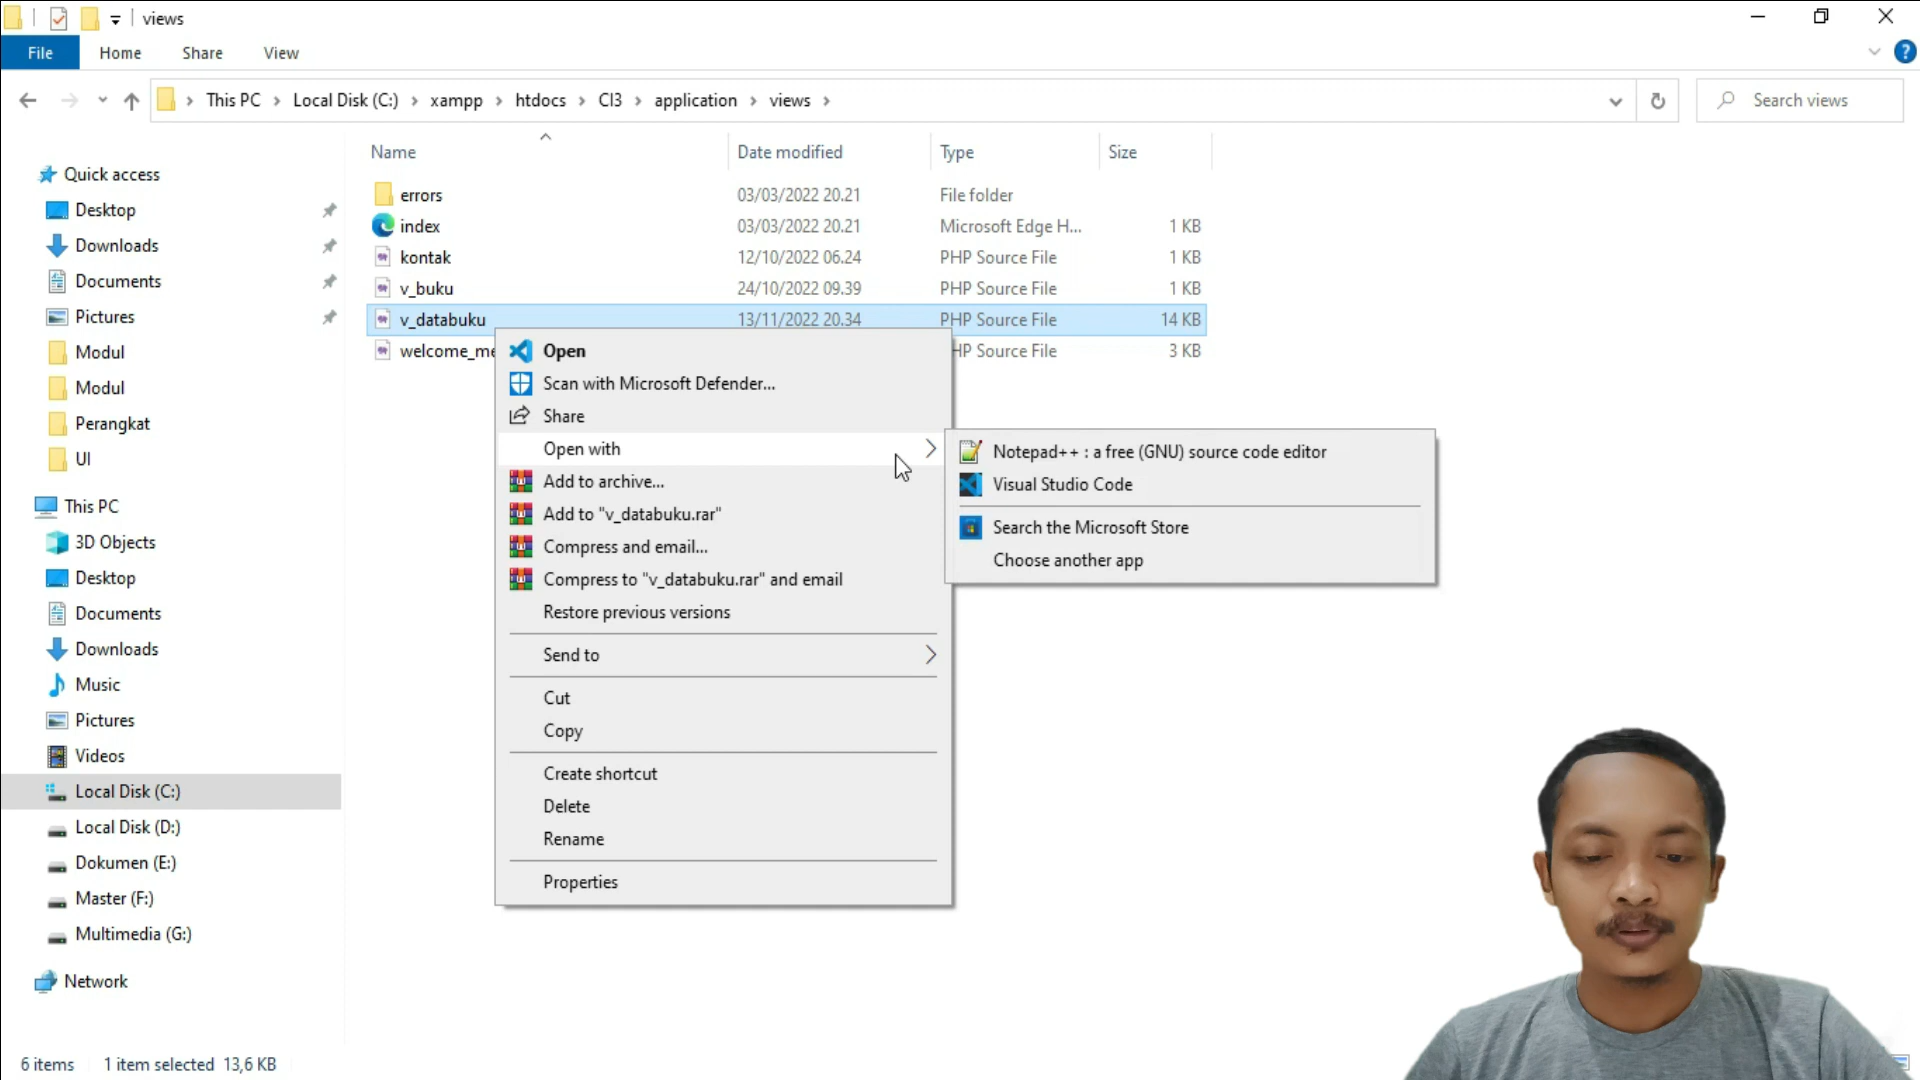 views
File Home Share View
This PC Local Disk (C:) xampp htdocs CI3 application views
Search views
Name Date modified Type Size
Quick access
Desktop
Downloads
Documents
Pictures
Modul
Modul
Perangkat
UI
This PC
3D Objects
Desktop
Documents
Downloads
Music
Pictures
Videos
Local Disk (C:)
Local Disk (D:)
Dokumen (E:)
Master (F:)
Multimedia (G:)
Network
errors 03/03/2022 20.21 File folder
index 03/03/2022 20.21 Microsoft Edge H... 1 KB
kontak 12/10/2022 06.24 PHP Source File 1 KB
v_buku 24/10/2022 09.39 PHP Source File 1 KB
v_databuku 13/11/2022 20.34 PHP Source File 14 KB
welcome_me HP Source File 3 KB
Open
Scan with Microsoft Defender...
Share
Open with
Add to archive...
Add to "v_databuku.rar"
Compress and email...
Compress to "v_databuku.rar" and email
Restore previous versions
Send to
Cut
Copy
Create shortcut
Delete
Rename
Properties
Notepad++ : a free (GNU) source code editor
Visual Studio Code
Search the Microsoft Store
Choose another app
6 items 1 item selected 13,6 KB